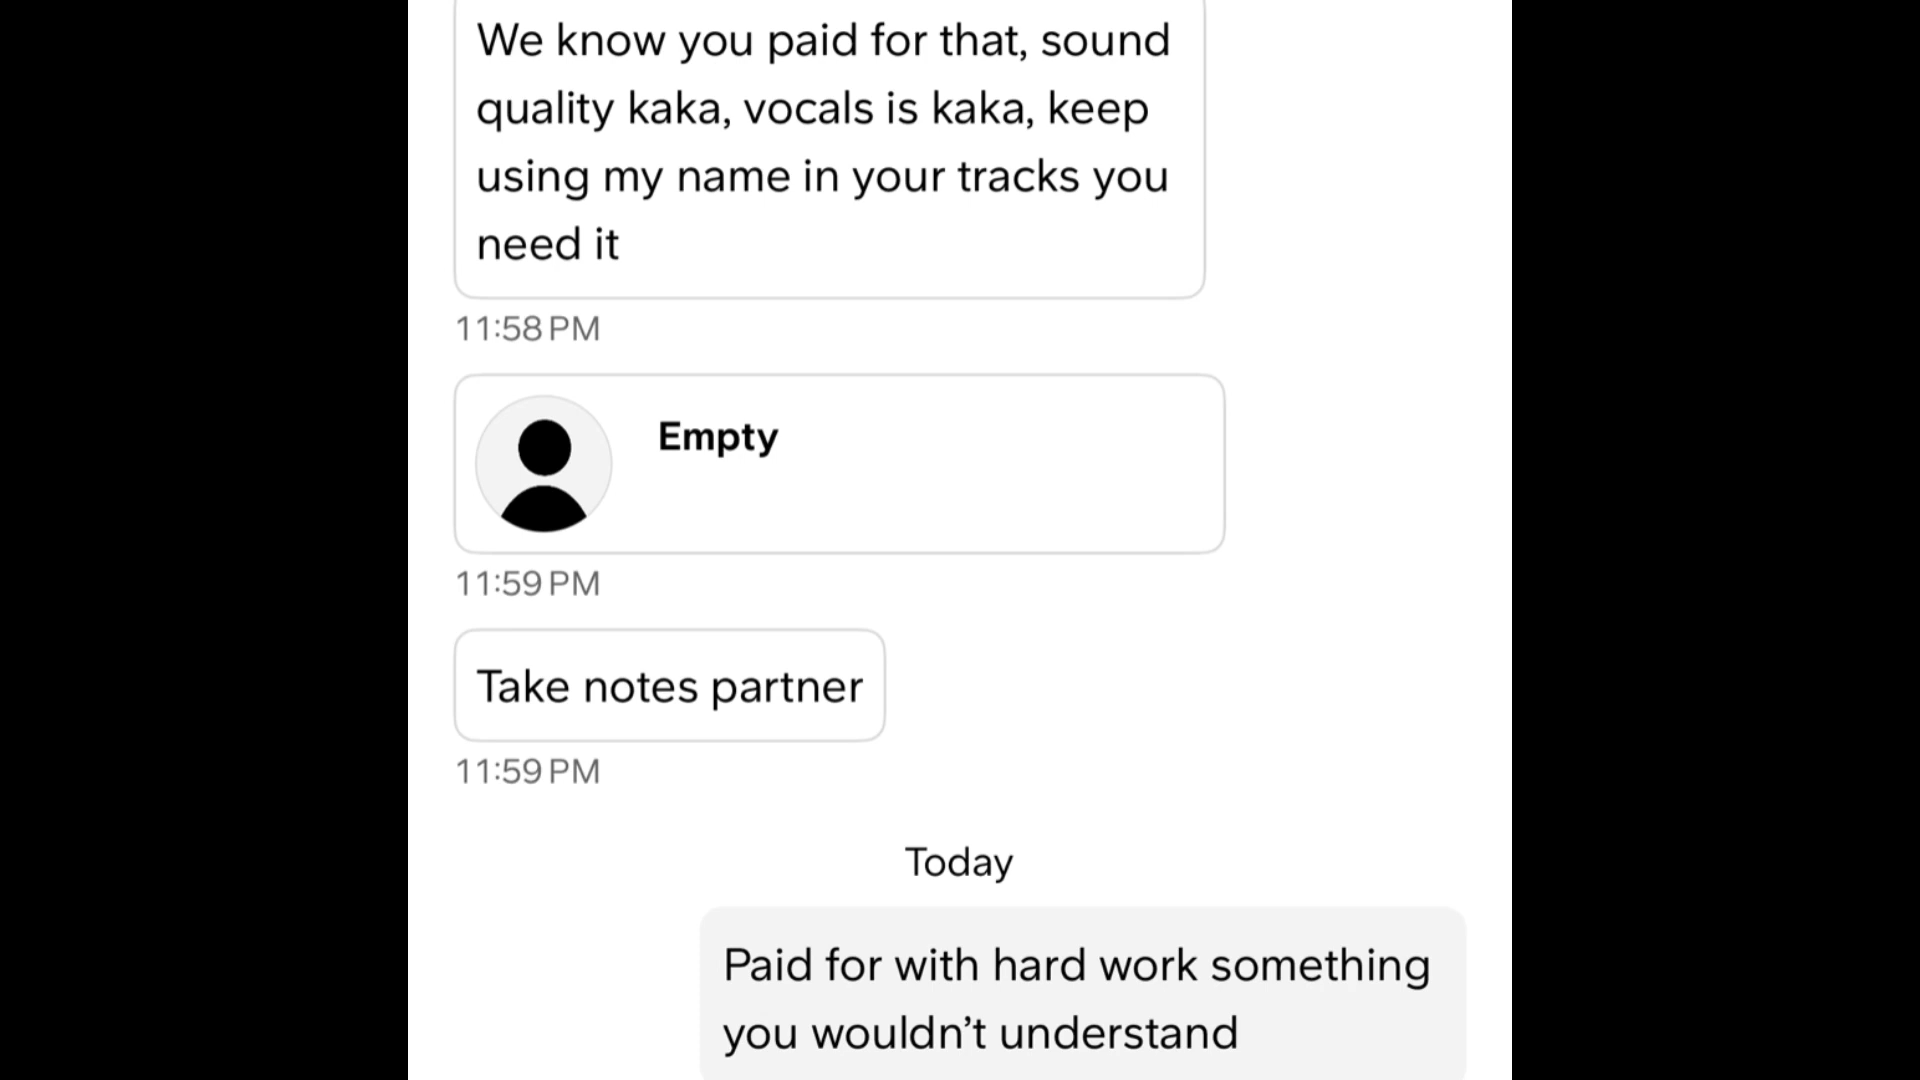 We know you paid for that, sound
quality kaka, vocals is kaka, keep
using my name in your tracks you
need it
11:58 PM
Empty
11:59 PM
Take notes partner
11:59 PM
Today
Paid for with hard work something
you wouldn’t understand